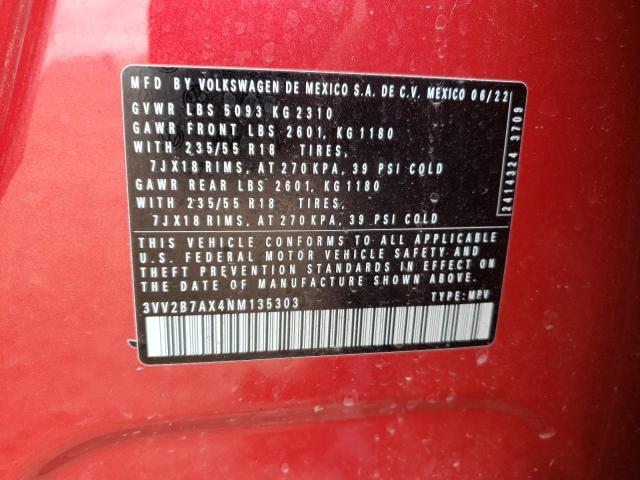 MFD BY VOLKSWAGEN DE MEXICO S.A. DE C.V. MEXICO 06/22
GVWR LBS 5093 KG 2310
GAWR FRONT LBS 2601, KG 1180
WITH 235/55 R18 TIRES,
7JX18 RIMS, AT 270 KPA, 39 PSI COLD
GAWR REAR LBS 2601, KG 1180
WITH 235/55 R18 TIRES,
7JX18 RIMS, AT 270 KPA, 39 PSI COLD
THIS VEHICLE CONFORMS TO ALL APPLICABLE
U.S. FEDERAL MOTOR VEHICLE SAFETY AND
THEFT PREVENTION STANDARDS IN EFFECT ON
THE DATE OF MANUFACTURE SHOWN ABOVE.
3VV2B7AX4NM135303 TYPE: MPV
2414324 3709